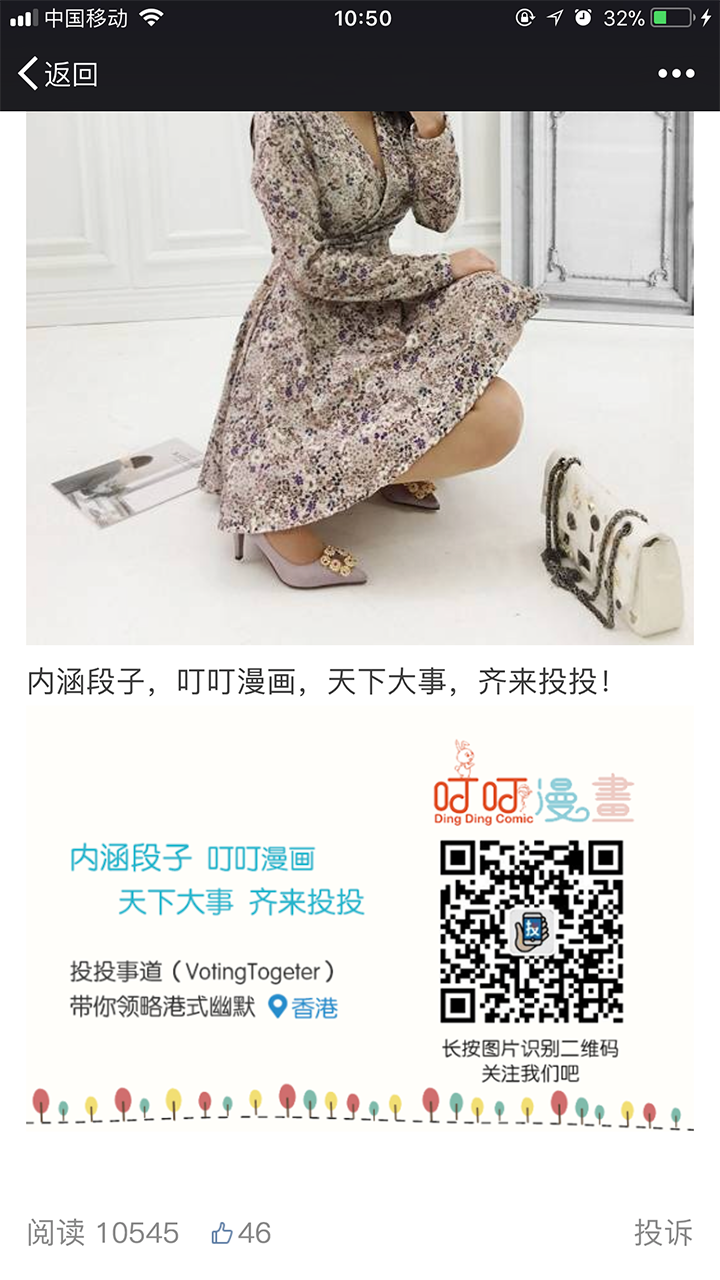 中国移动 10:50 32%
返回
内涵段子，叮叮漫画，天下大事，齐来投投！
叮叮漫畫
Ding Ding Comic
内涵段子 叮叮漫画
天下大事 齐来投投
投
投投事道（VotingTogeter）
带你领略港式幽默 香港
长按图片识别二维码
关注我们吧
阅读 10545 46 投诉